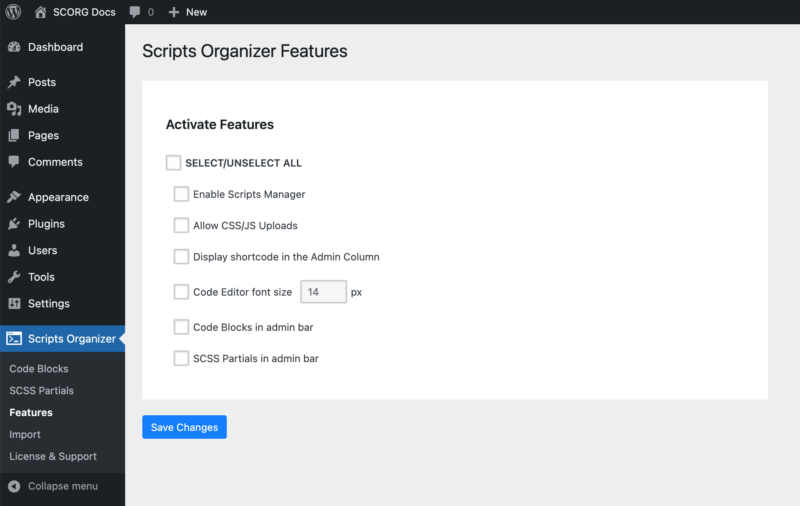 SCORG Docs 0 New
Dashboard
Posts
Media
Pages
Comments
Appearance
Plugins
Users
Tools
Settings
Scripts Organizer
Code Blocks
SCSS Partials
Features
Import
License & Support
Collapse menu
Scripts Organizer Features
Activate Features
SELECT/UNSELECT ALL
Enable Scripts Manager
Allow CSS/JS Uploads
Display shortcode in the Admin Column
Code Editor font size 14 px
Code Blocks in admin bar
SCSS Partials in admin bar
Save Changes